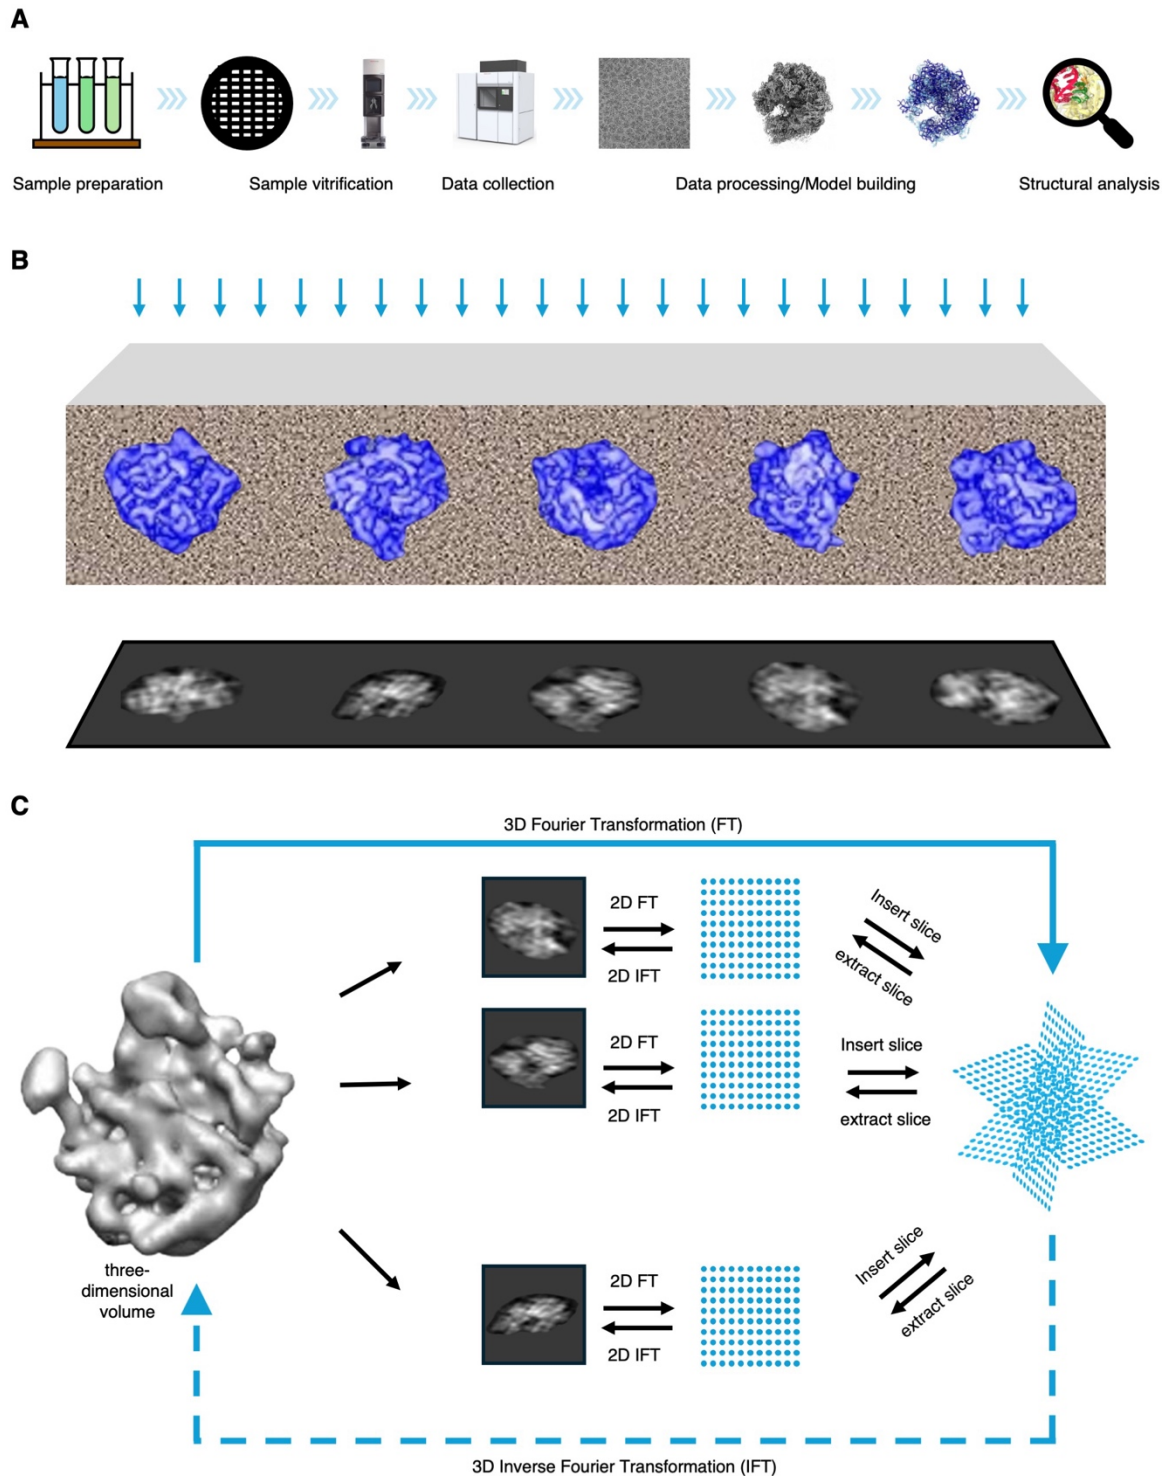 A
Sample preparation
Sample vitrification
Data collection
Data processing/Model building
Structural analysis
B
C
3D Fourier Transformation (FT)
2D FT
2D IFT
Insert slice
extract slice
2D FT
2D IFT
Insert slice
extract slice
three-
dimensional
volume
2D FT
2D IFT
Insert slice
extract slice
3D Inverse Fourier Transformation (IFT)